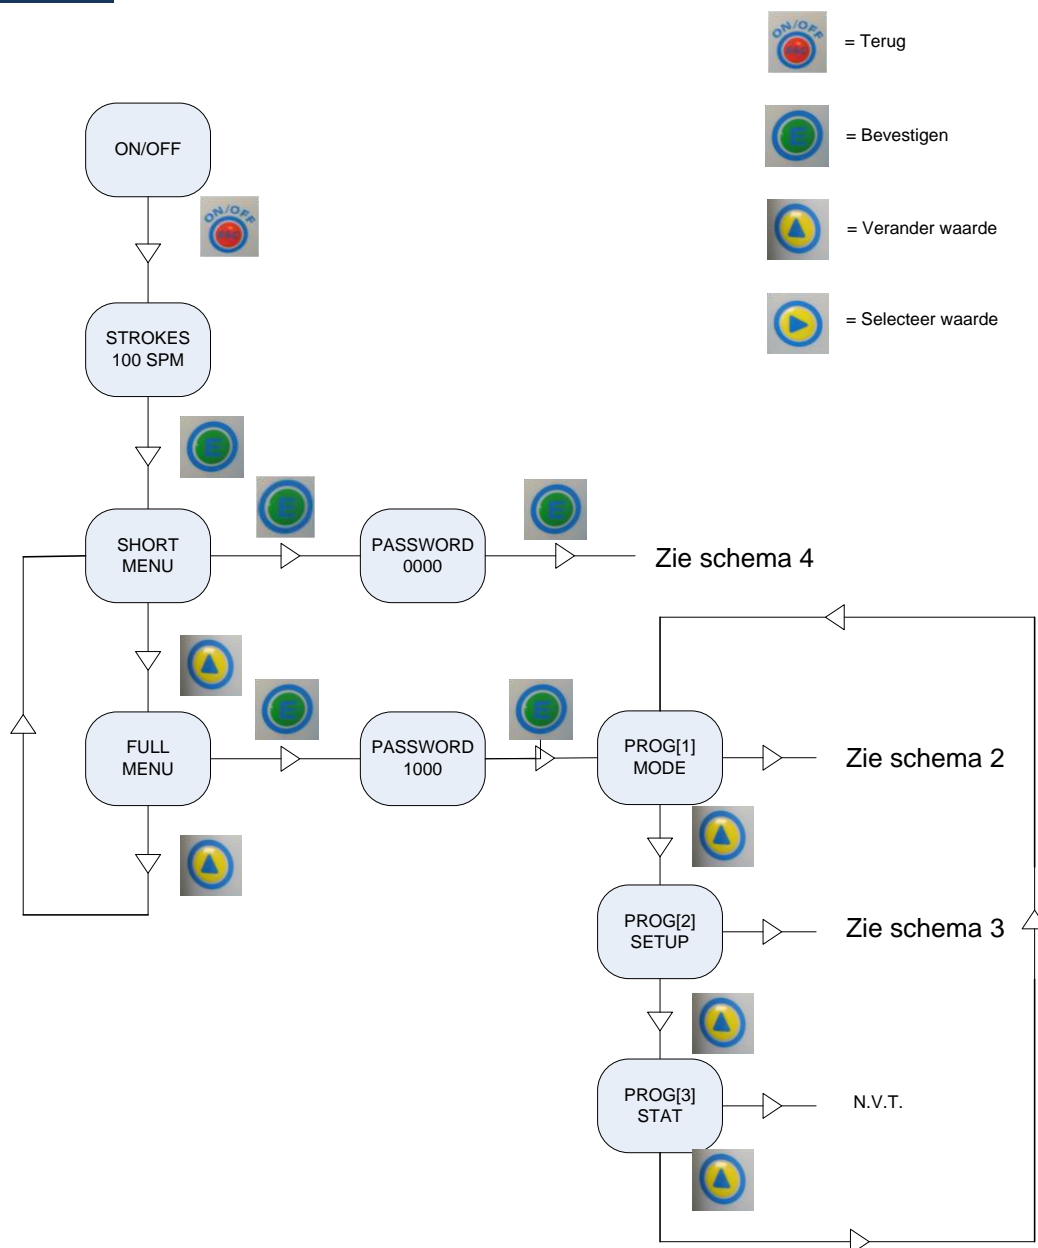 ON/OFF
= Terug
E
= Bevestigen
= Verander waarde
= Selecteer waarde
ON/OFF
ON/OFF
STROKES
100 SPM
E
E
E
SHORT
MENU
PASSWORD
0000
Zie schema 4
E
E
FULL
MENU
PASSWORD
1000
PROG[1]
MODE
Zie schema 2
PROG[2]
SETUP
Zie schema 3
PROG[3]
STAT
N.V.T.